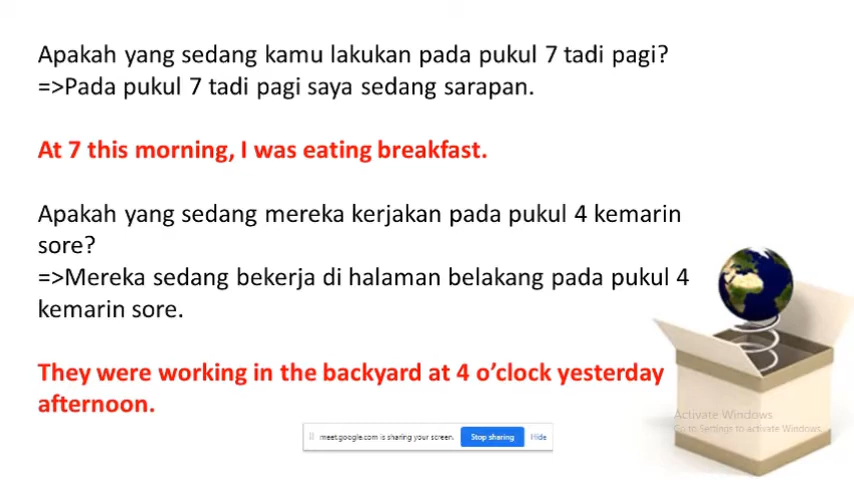 Apakah yang sedang kamu lakukan pada pukul 7 tadi pagi?
=>Pada pukul 7 tadi pagi saya sedang sarapan.
At 7 this morning, I was eating breakfast.
Apakah yang sedang mereka kerjakan pada pukul 4 kemarin
sore?
=>Mereka sedang bekerja di halaman belakang pada pukul 4
kemarin sore.
They were working in the backyard at 4 o'clock yesterday
afternoon.
Activate Windows
Go to Settings to activate Windows.
meet.google.com is sharing your screen. Stop sharing Hide